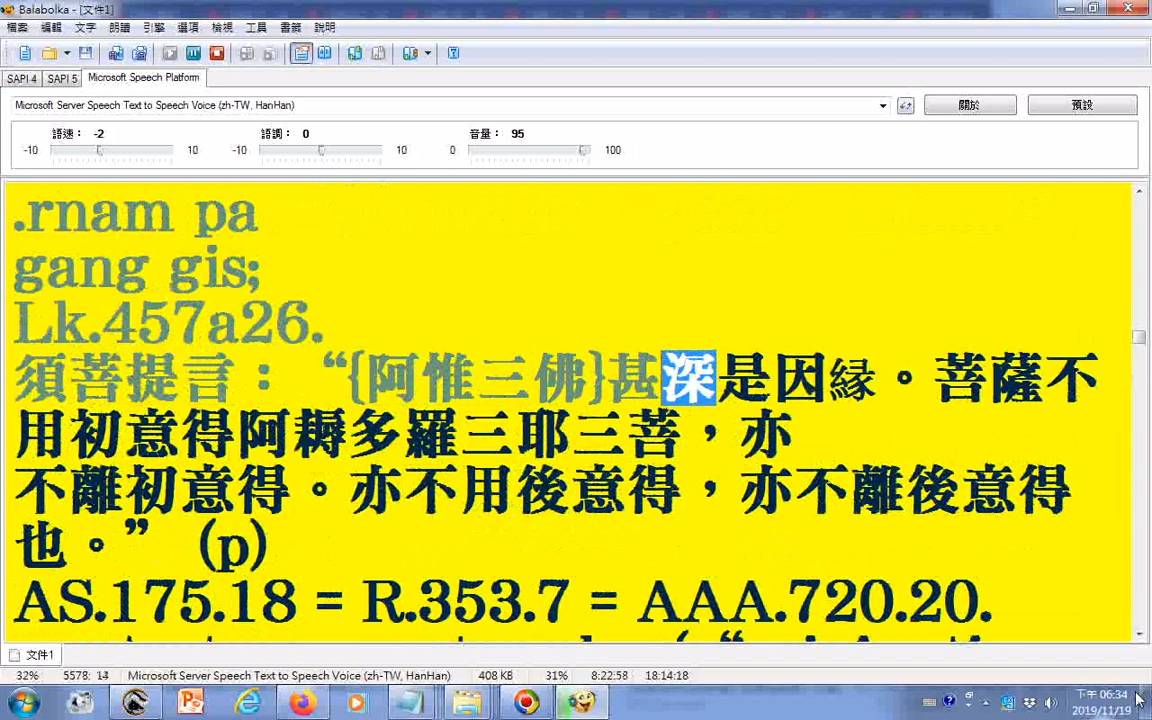 Balabolka - [文件1]
檔案 編輯 文字 朗讀 引擎 選項 檢視 工具 書籤 說明
SAPI 4 SAPI 5 Microsoft Speech Platform
Microsoft Server Speech Text to Speech Voice (zh-TW, HanHan) 關於 預設
語速: -2 語調: 0 音量: 95
-10 10 -10 10 0 100
.rnam pa
gang gis;
Lk.457a26.
須菩提言：“{阿惟三佛}甚深是因縁。菩薩不
用初意得阿耨多羅三耶三菩，亦
不離初意得。亦不用後意得，亦不離後意得
也。” (p)
AS.175.18 = R.353.7 = AAA.720.20.
文件1
32% 5578: 14 Microsoft Server Speech Text to Speech Voice (zh-TW, HanHan) 408 KB 31% 8:22:58 18:14:18
下午 06:34
2019/11/19